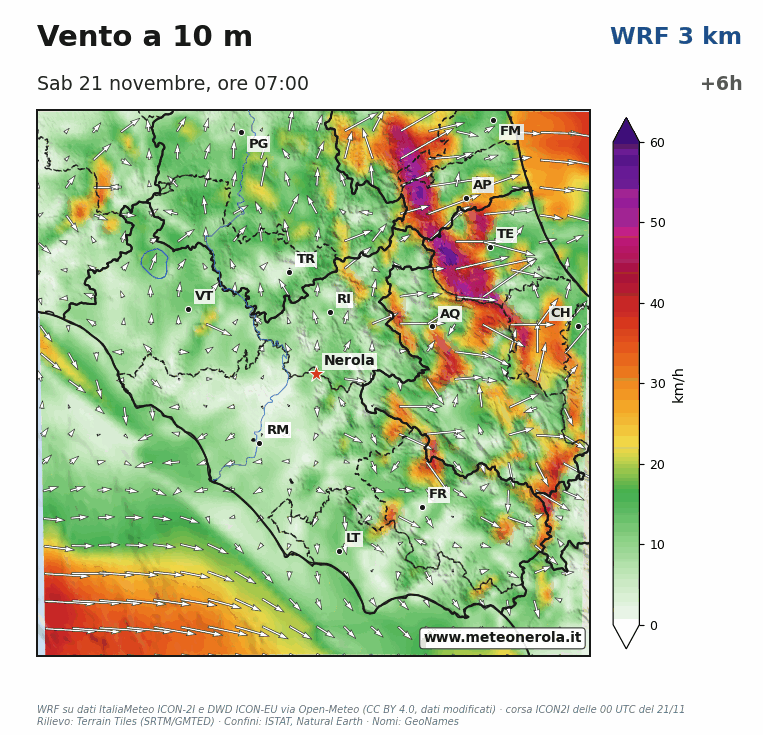 Vento a 10 m
WRF 3 km
Sab 21 novembre, ore 07:00
+6h
PG
FM
AP
TE
TR
VT
RI
AQ
CH
Nerola
RM
FR
LT
www.meteonerola.it
60
50
40
30
20
10
0
km/h
WRF su dati ItaliaMeteo ICON-2I e DWD ICON-EU via Open-Meteo (CC BY 4.0, dati modificati) · corsa ICON2I delle 00 UTC del 21/11
Rilievo: Terrain Tiles (SRTM/GMTED) · Confini: ISTAT, Natural Earth · Nomi: GeoNames